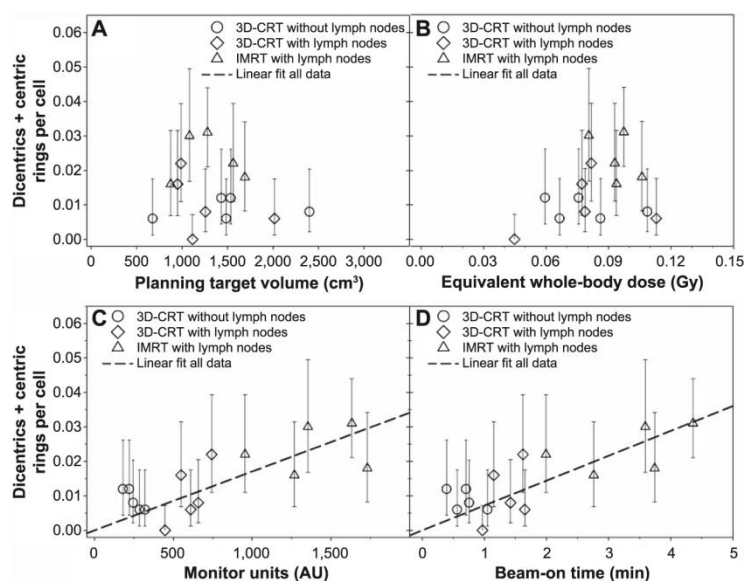 A
3D-CRT without lymph nodes
3D-CRT with lymph nodes
IMRT with lymph nodes
Linear fit all data
Dicentrics + centric
rings per cell
0.06
0.05
0.04
0.03
0.02
0.01
0.00
0 500 1,000 1,500 2,000 2,500 3,000
Planning target volume (cm³)
B
3D-CRT without lymph nodes
3D-CRT with lymph nodes
IMRT with lymph nodes
Linear fit all data
0.00 0.03 0.06 0.09 0.12 0.15
Equivalent whole-body dose (Gy)
C
3D-CRT without lymph nodes
3D-CRT with lymph nodes
IMRT with lymph nodes
Linear fit all data
Dicentrics + centric
rings per cell
0.06
0.05
0.04
0.03
0.02
0.01
0.00
0 500 1,000 1,500
Monitor units (AU)
D
3D-CRT without lymph nodes
3D-CRT with lymph nodes
IMRT with lymph nodes
Linear fit all data
0 1 2 3 4 5
Beam-on time (min)